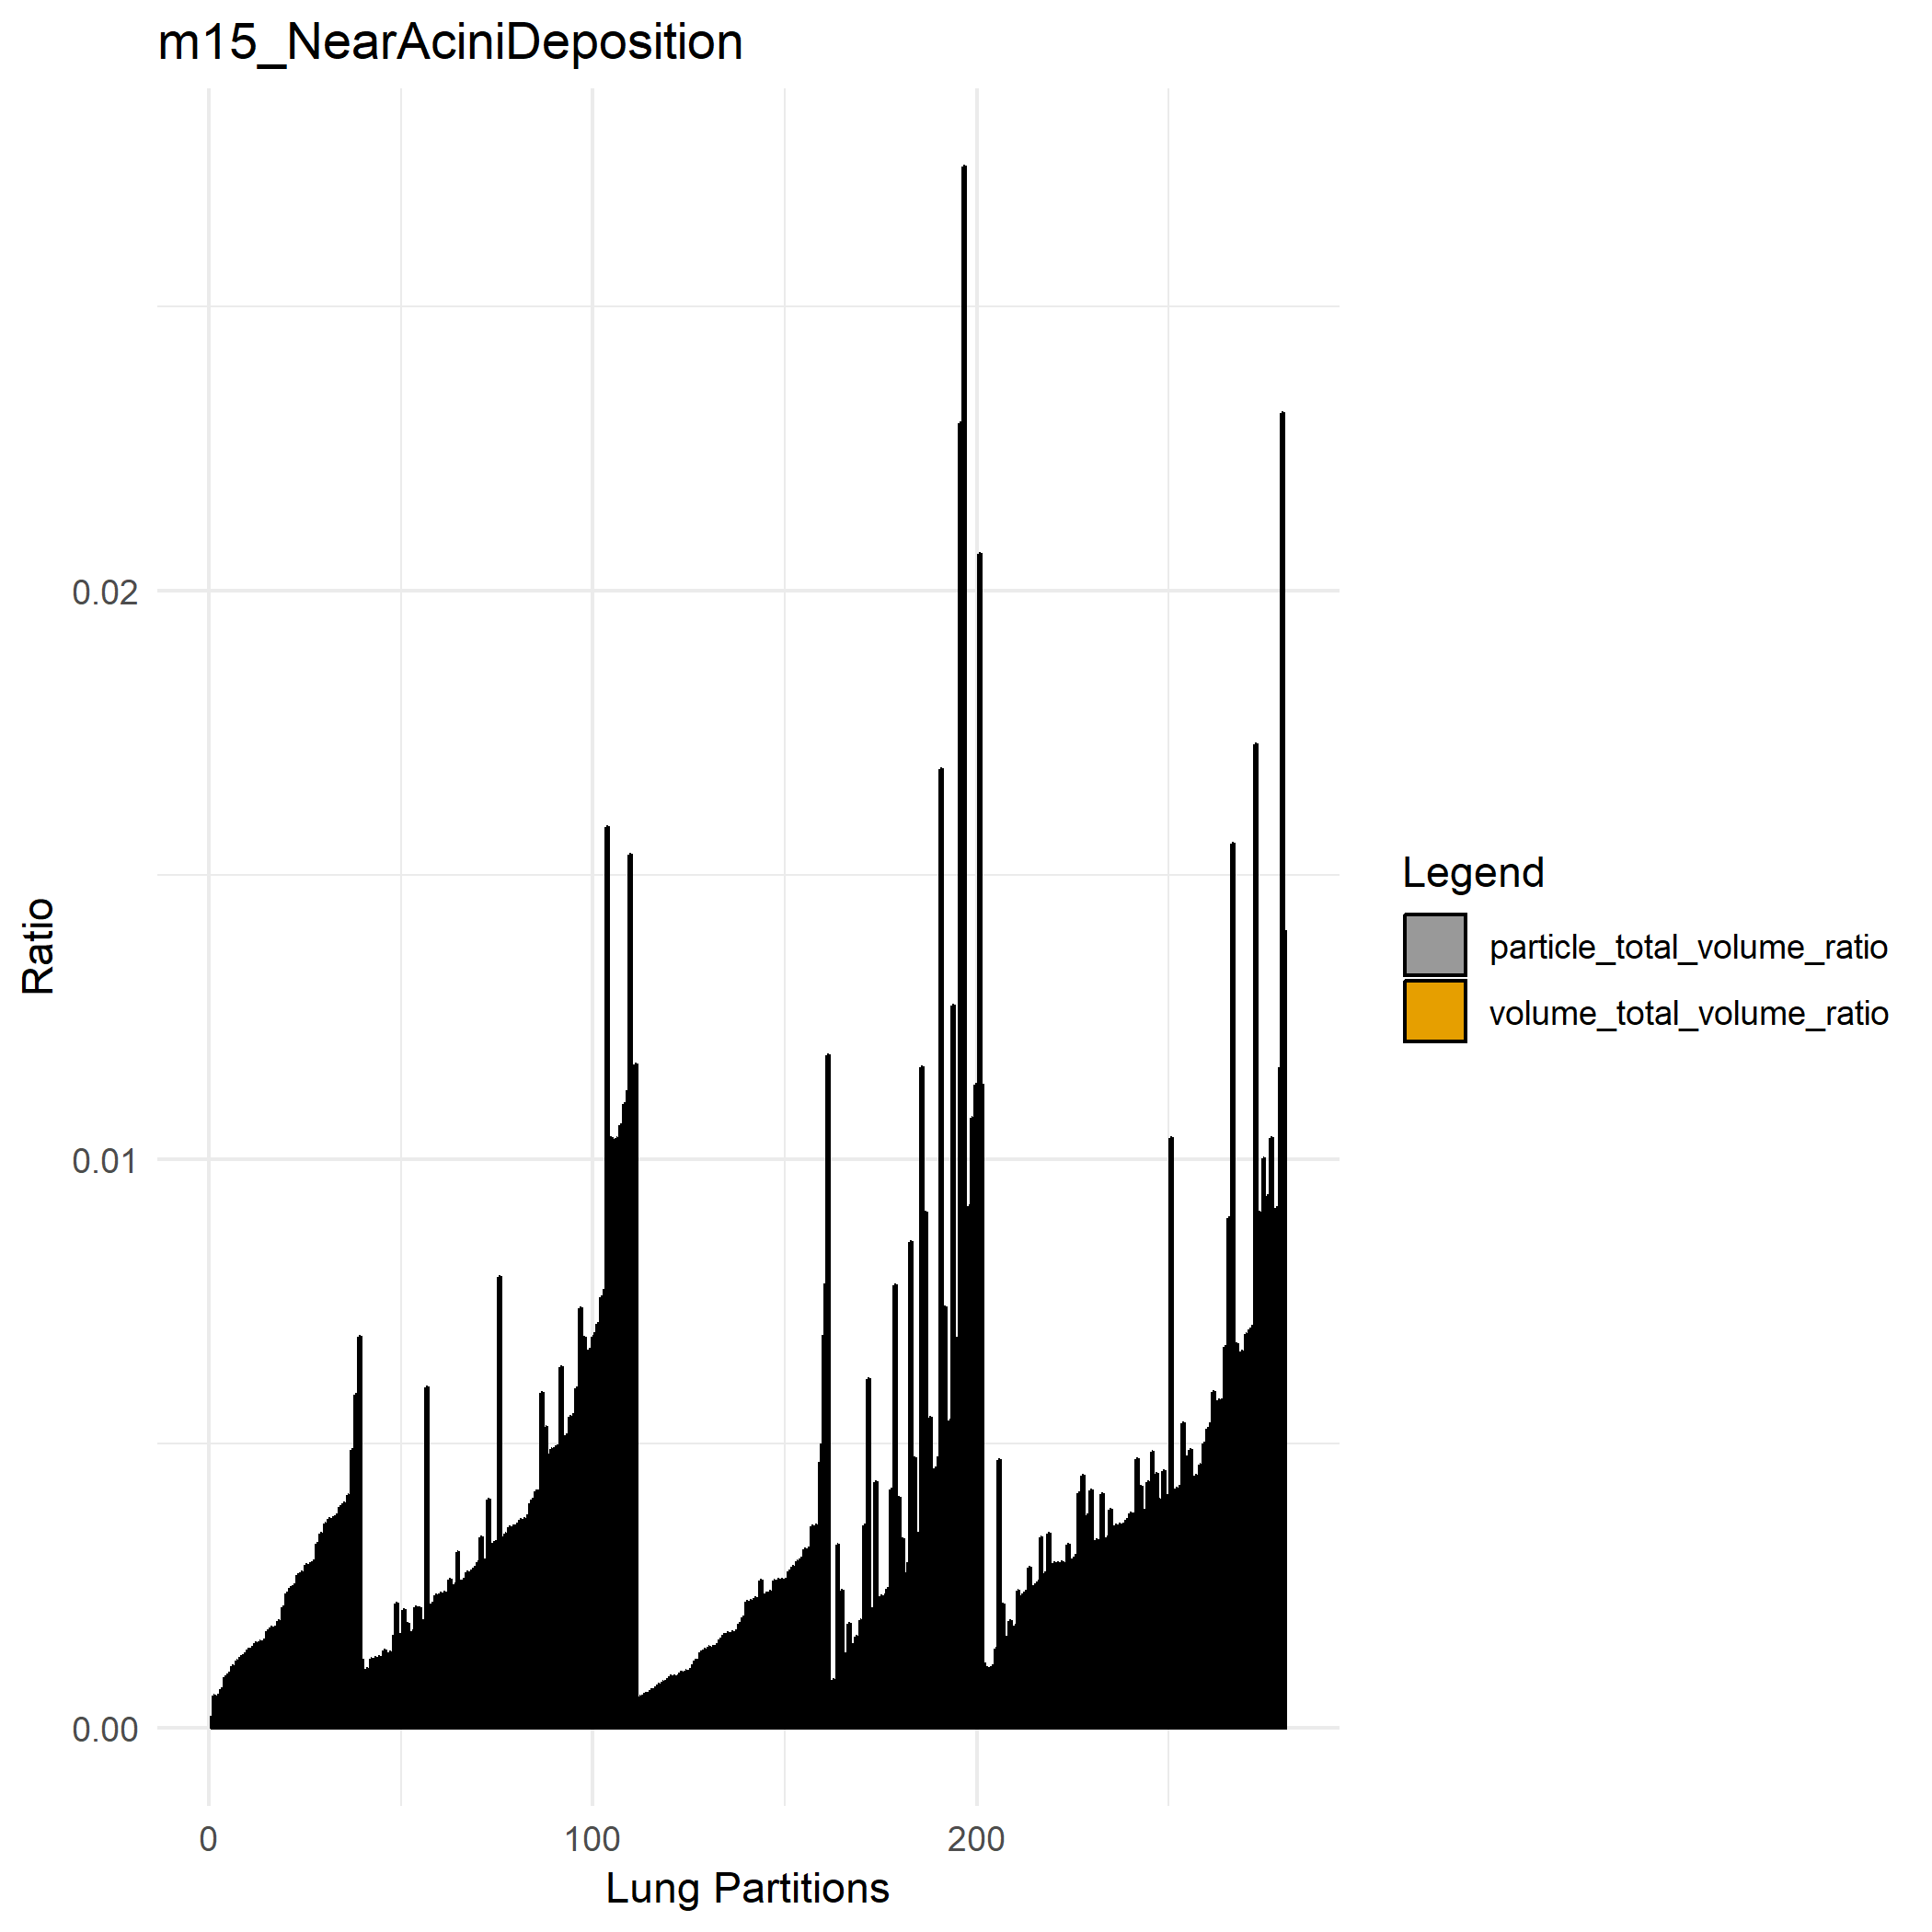 m15_NearAciniDeposition
Ratio
0.02
0.01
0.00
0
100
200
Lung Partitions
Legend
particle_total_volume_ratio
volume_total_volume_ratio